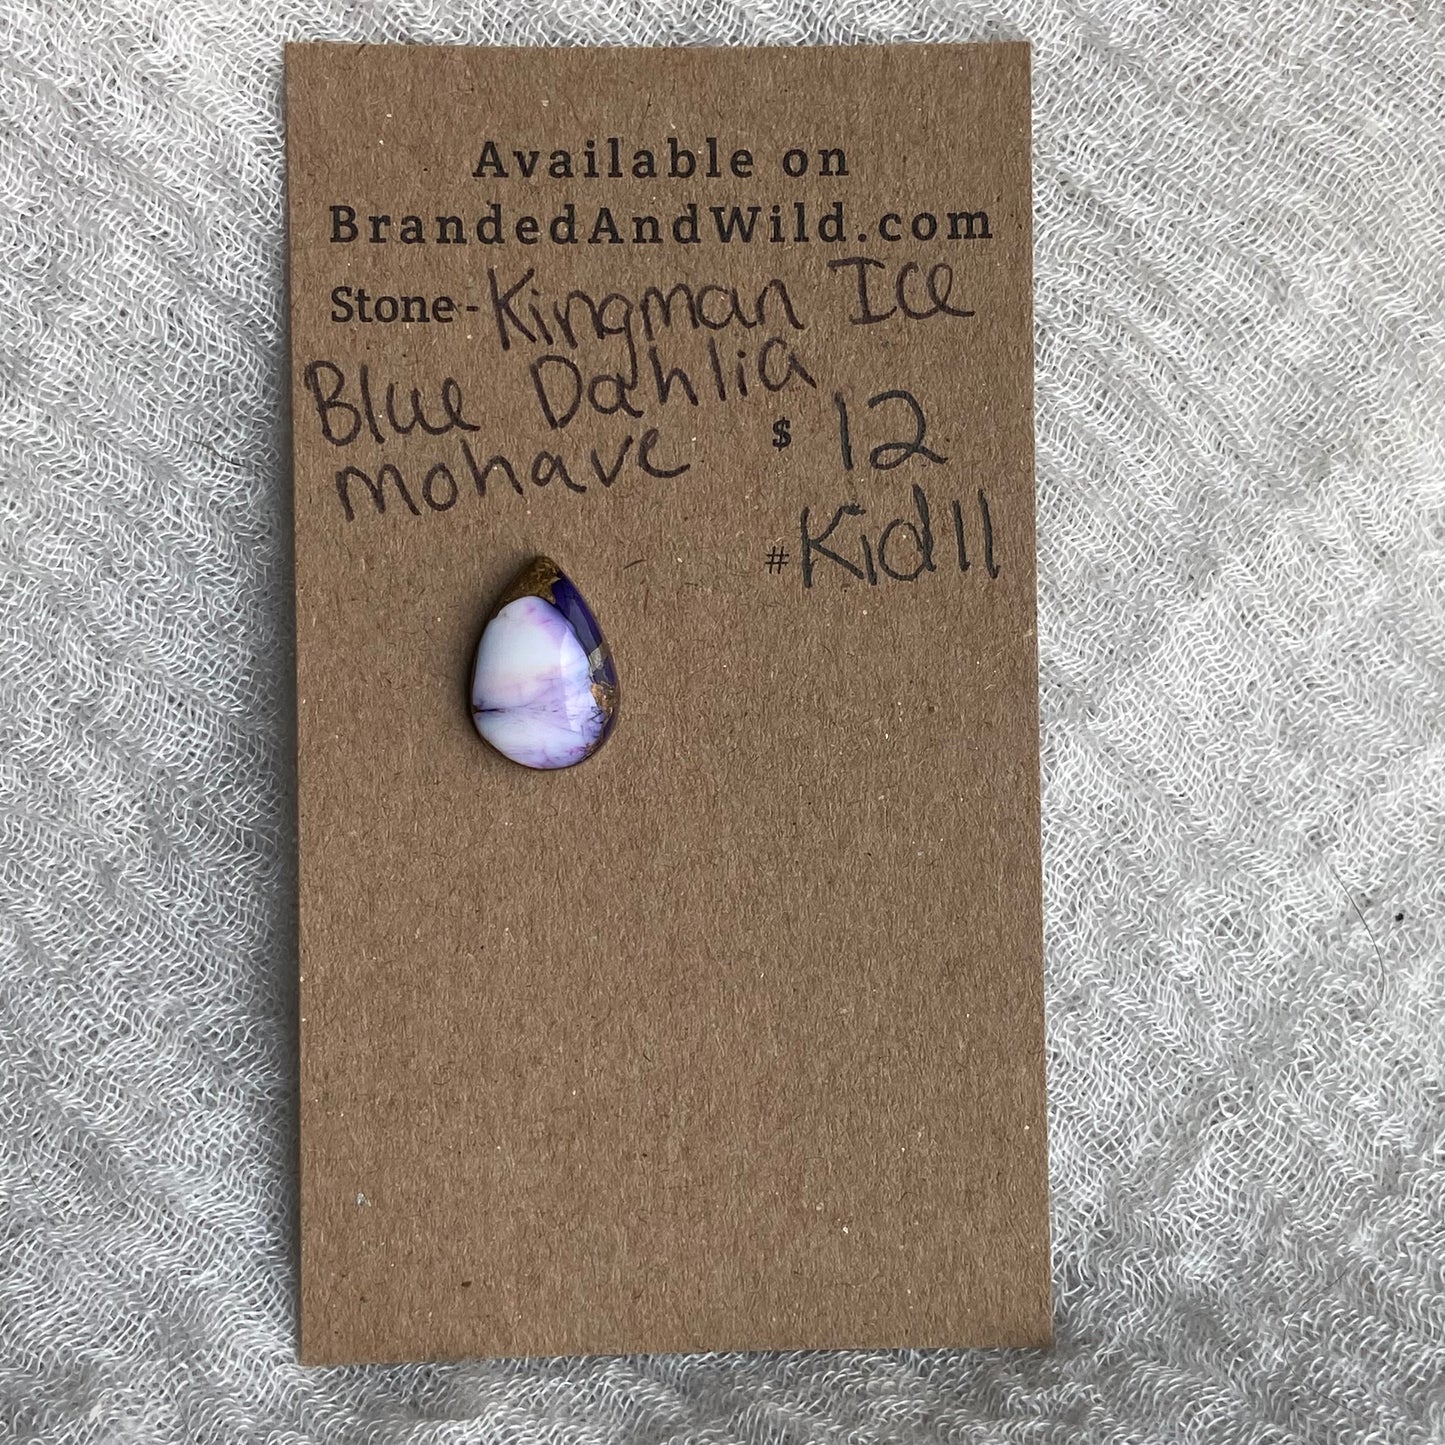 Available on
BrandedAndWild.com
Stone - Kingman Ice
Blue Dahlia
mohave $ 12
# Kid11